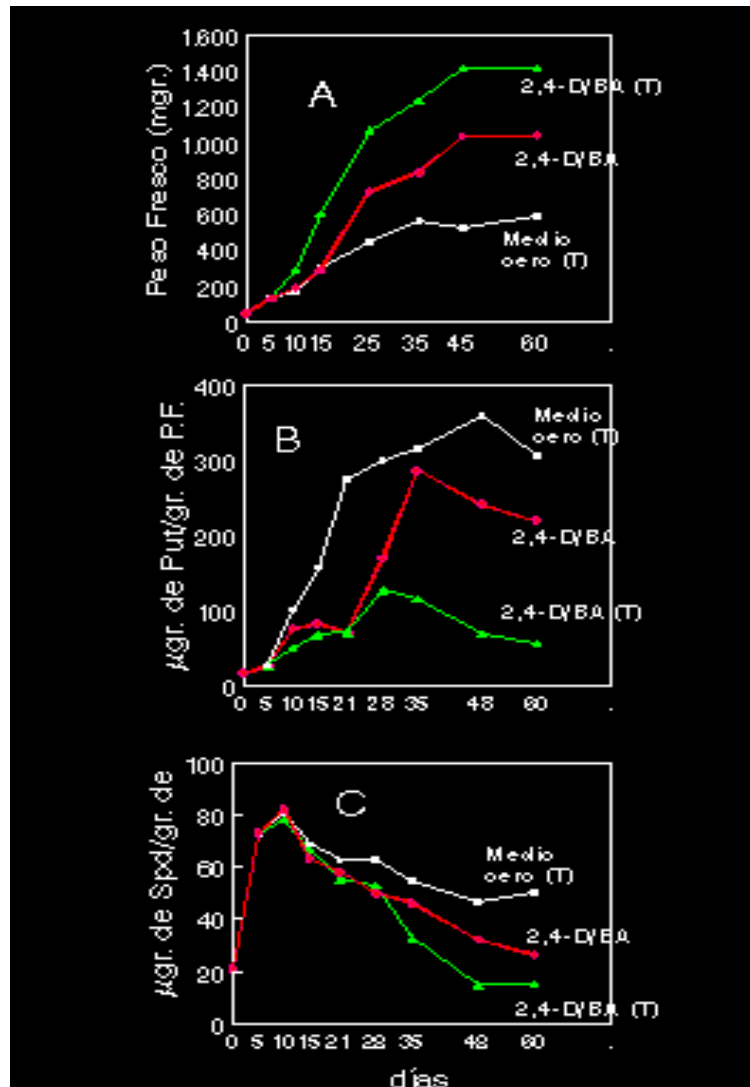 Peso Fresco (mgr.)
1.600
1.400
1.200
1.000
0.800
600
400
200
0
A
2,4-D/BA (T)
2,4-D/BA
Medio
cero (T)
0 5 10 15 25 35 45 60 .
µgr. de Put/gr. de P.F.
400
300
200
100
0
B
Medio
cero (T)
2,4-D/BA
2,4-D/BA (T)
0 5 10 15 21 28 35 48 60 .
µgr. de Spd/gr. de
100
80
60
40
20
0
C
Medio
cero (T)
2,4-D/BA
2,4-D/BA (T)
0 5 10 15 21 28 35 48 60 .
días